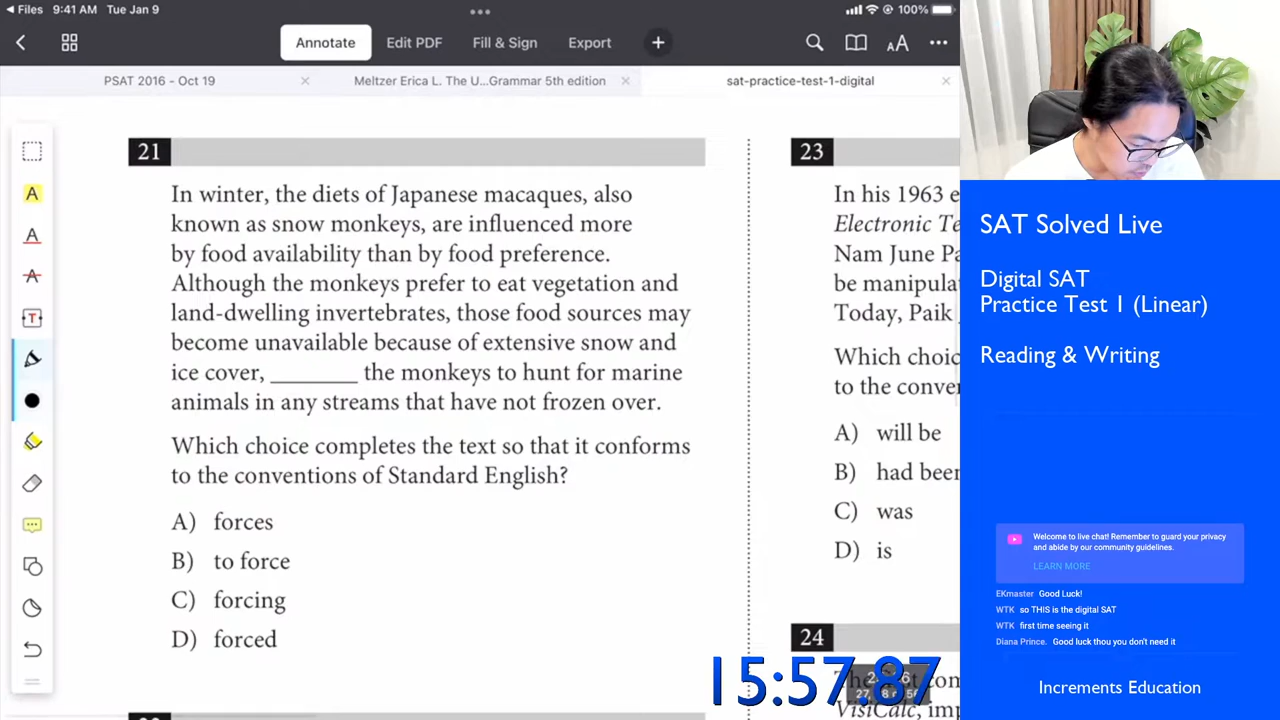 Files 9:41 AM Tue Jan 9 100%
Annotate Edit PDF Fill & Sign Export
PSAT 2016 - Oct 19
Meltzer Erica L. The U...Grammar 5th edition
sat-practice-test-1-digital
21
In winter, the diets of Japanese macaques, also
known as snow monkeys, are influenced more
by food availability than by food preference.
Although the monkeys prefer to eat vegetation and
land-dwelling invertebrates, those food sources may
become unavailable because of extensive snow and
ice cover, _______ the monkeys to hunt for marine
animals in any streams that have not frozen over.
Which choice completes the text so that it conforms
to the conventions of Standard English?
A) forces
B) to force
C) forcing
D) forced
23
In his 1963 e
Electronic Te
Nam June Pa
be manipula
Today, Paik
Which choic
to the conve
A) will be
B) had been
C) was
D) is
24
VisiCalc, im
15:57.87
SAT Solved Live
Digital SAT
Practice Test 1 (Linear)
Reading & Writing
Welcome to live chat! Remember to guard your privacy
and abide by our community guidelines.
LEARN MORE
EKmaster Good Luck!
WTK so THIS is the digital SAT
WTK first time seeing it
Diana Prince. Good luck thou you don't need it
Increments Education